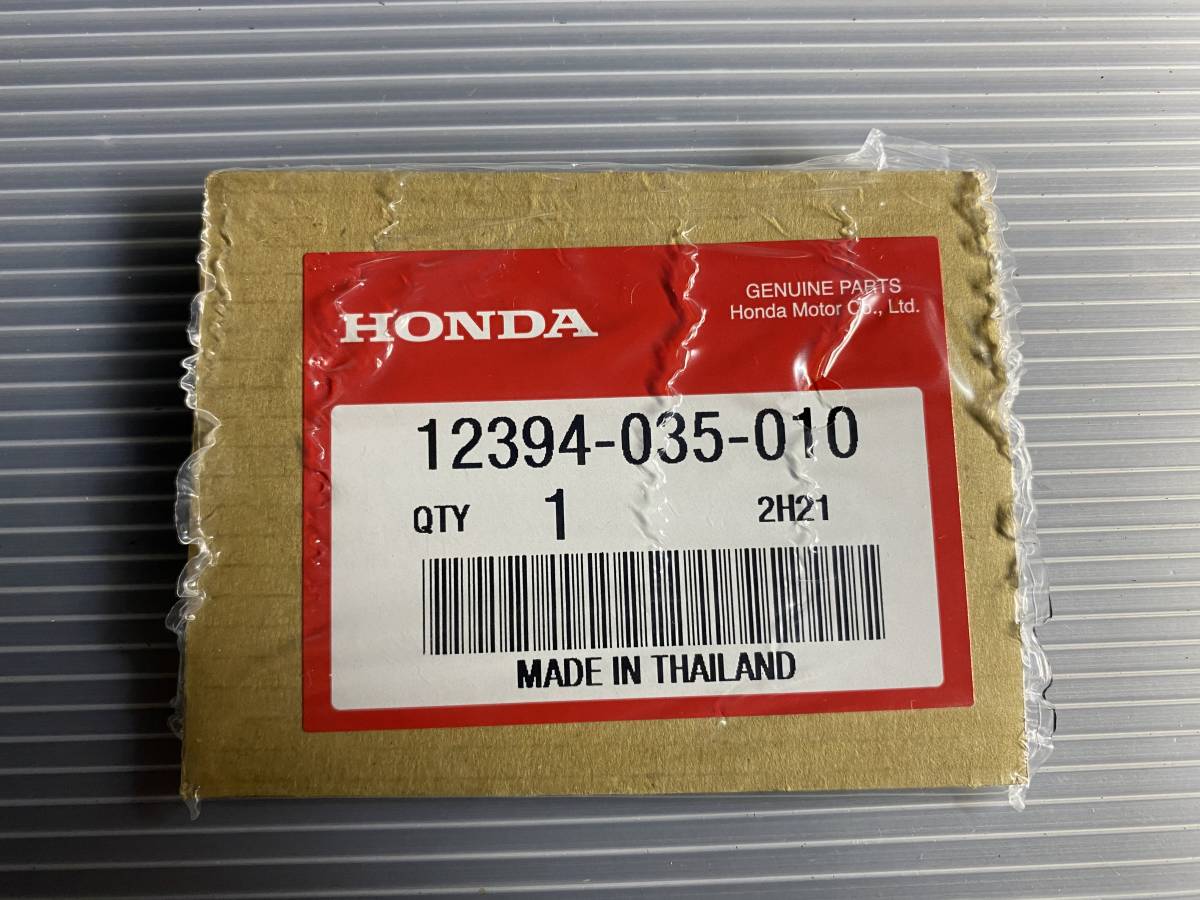 HONDA
GENUINE PARTS
Honda Motor Co., Ltd.
12394-035-010
QTY 1 2H21
MADE IN THAILAND